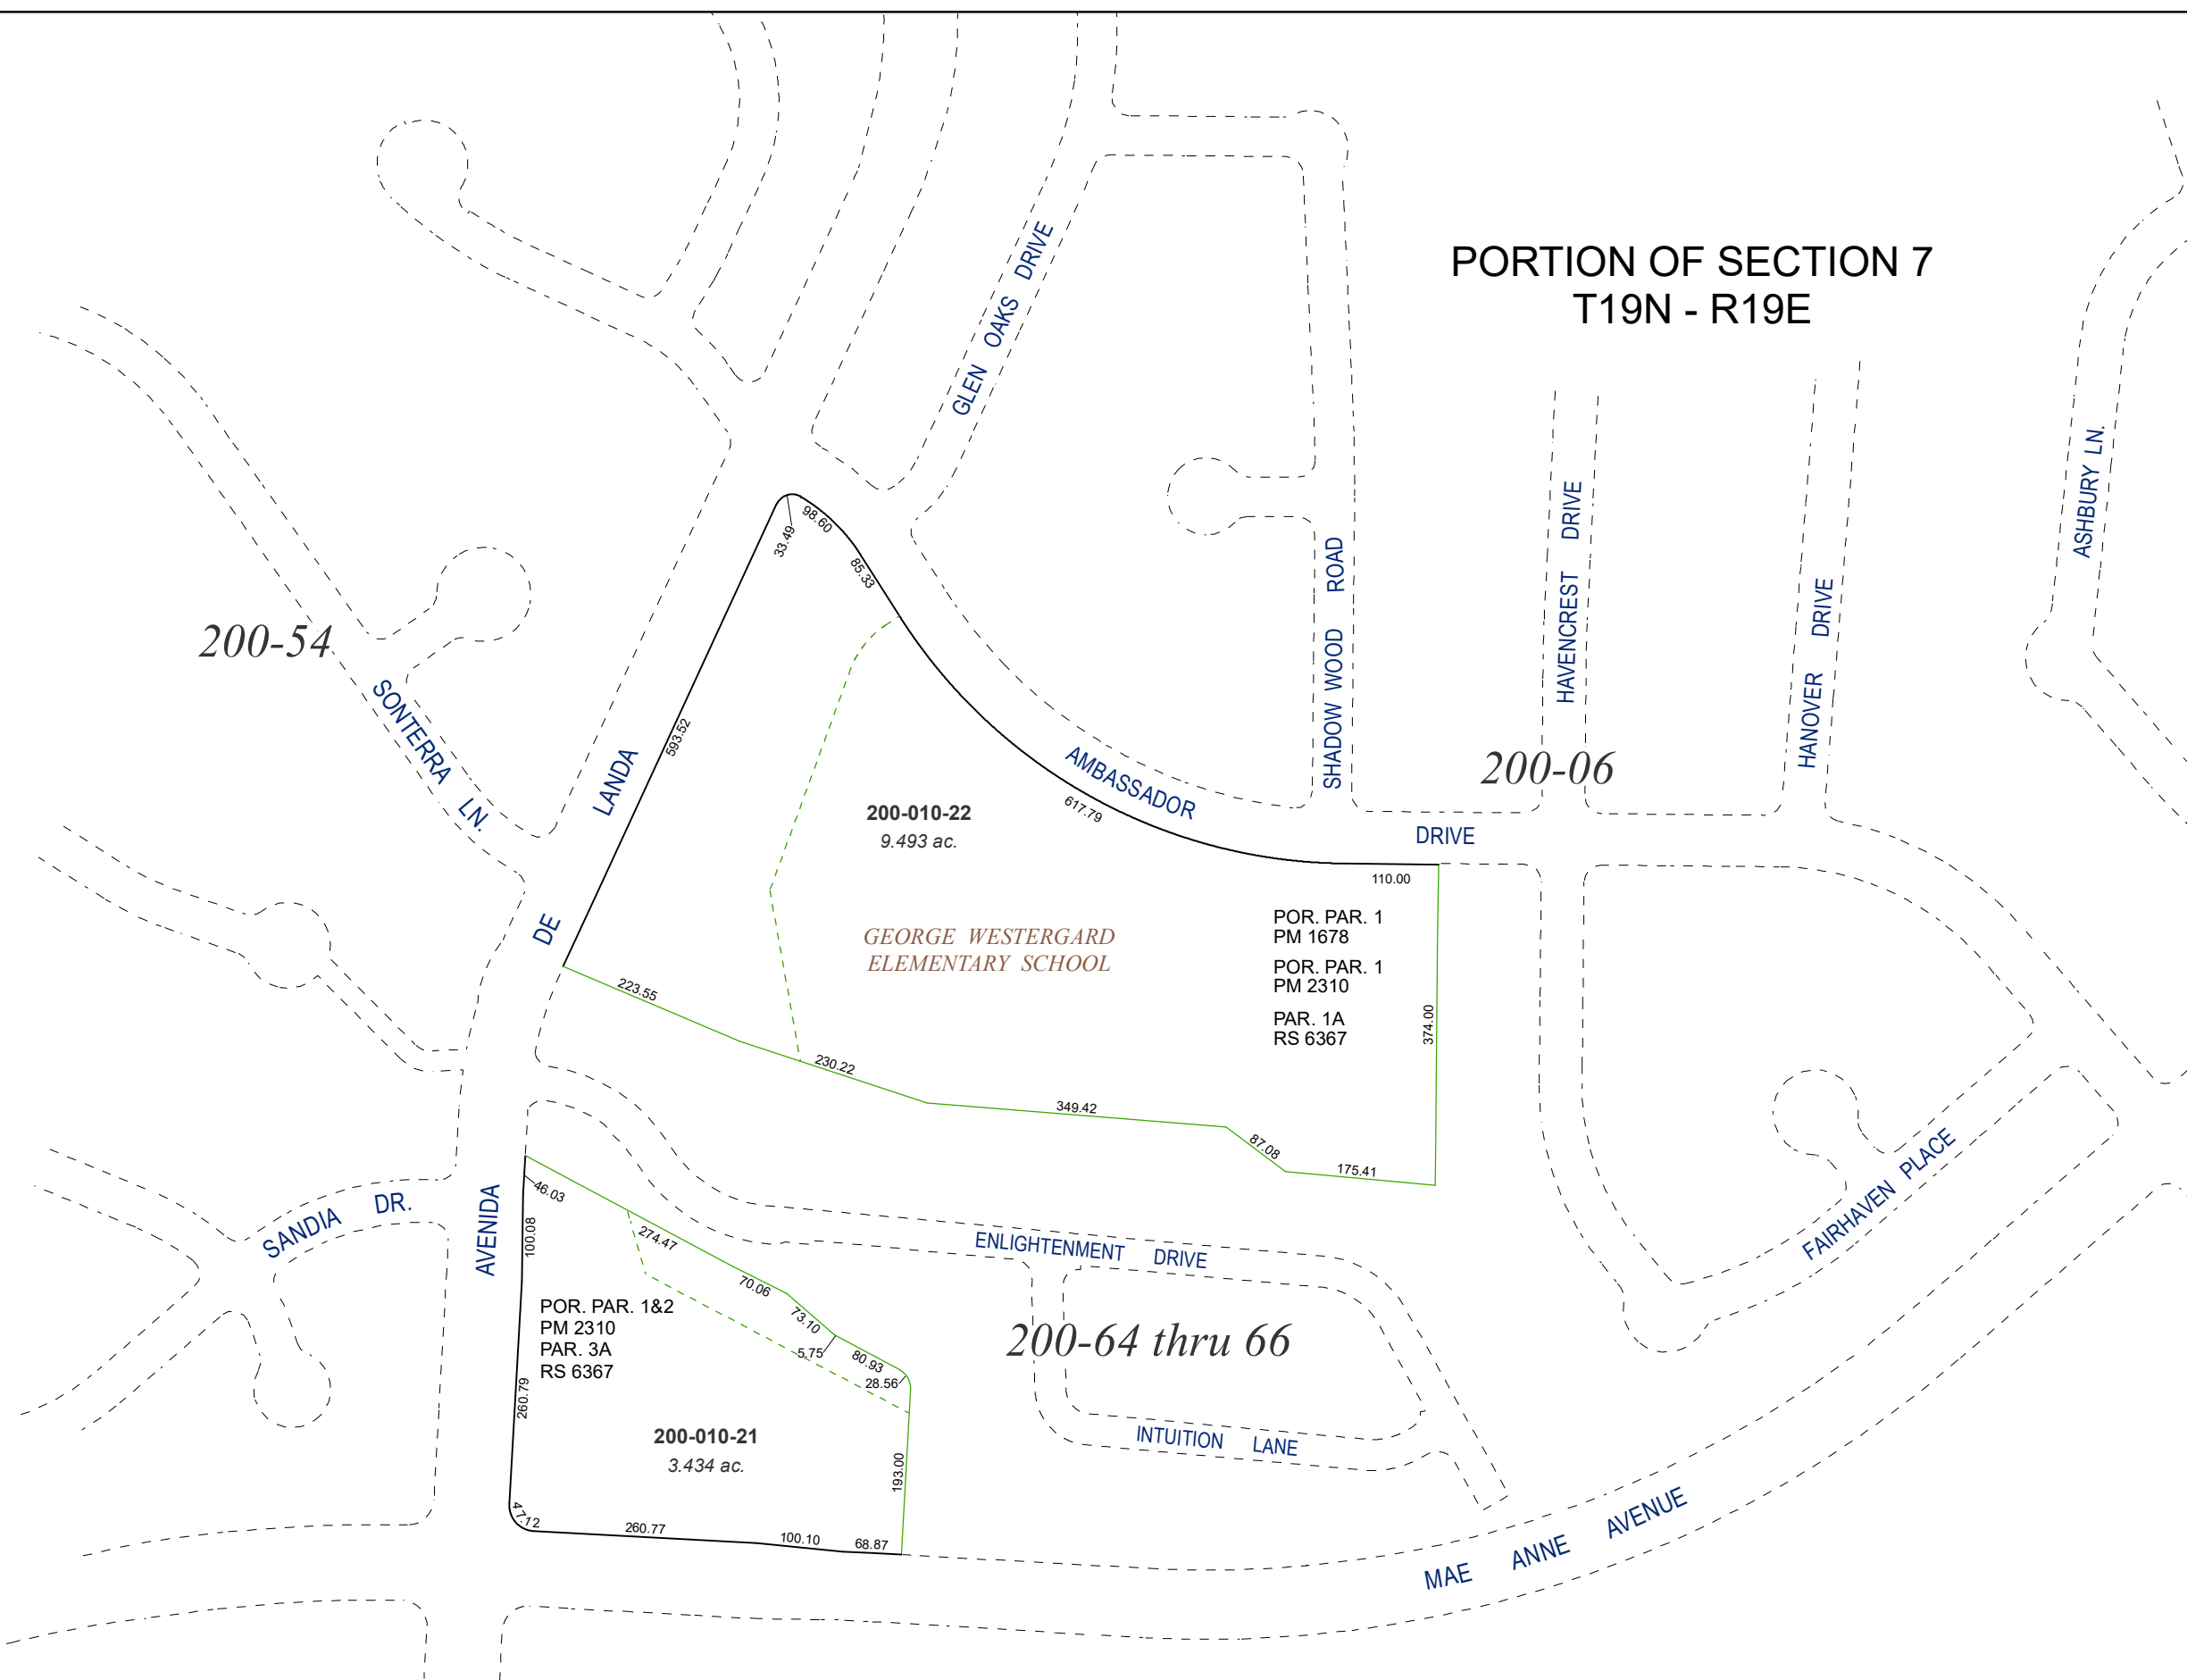 PORTION OF SECTION 7
T19N - R19E
GLEN OAKS DRIVE
ASHBURY LN.
HAVENCREST DRIVE
HANOVER DRIVE
SHADOW WOOD ROAD
33.49
98.60
85.33
200-54
SONTERRA LN.
593.52
AVENIDA DE LANDA
AMBASSADOR DRIVE
617.79
200-06
200-010-22
9.493 ac.
110.00
GEORGE WESTERGARD
ELEMENTARY SCHOOL
POR. PAR. 1
PM 1678
POR. PAR. 1
PM 2310
PAR. 1A
RS 6367
374.00
223.55
230.22
349.42
87.08
175.41
FAIRHAVEN PLACE
SANDIA DR.
46.03
100.08
274.47
70.06
73.10
5.75
80.93
28.56
ENLIGHTENMENT DRIVE
POR. PAR. 1&2
PM 2310
PAR. 3A
RS 6367
200-64 thru 66
260.79
200-010-21
3.434 ac.
193.00
INTUITION LANE
47.12
260.77
100.10
68.87
MAE ANNE AVENUE